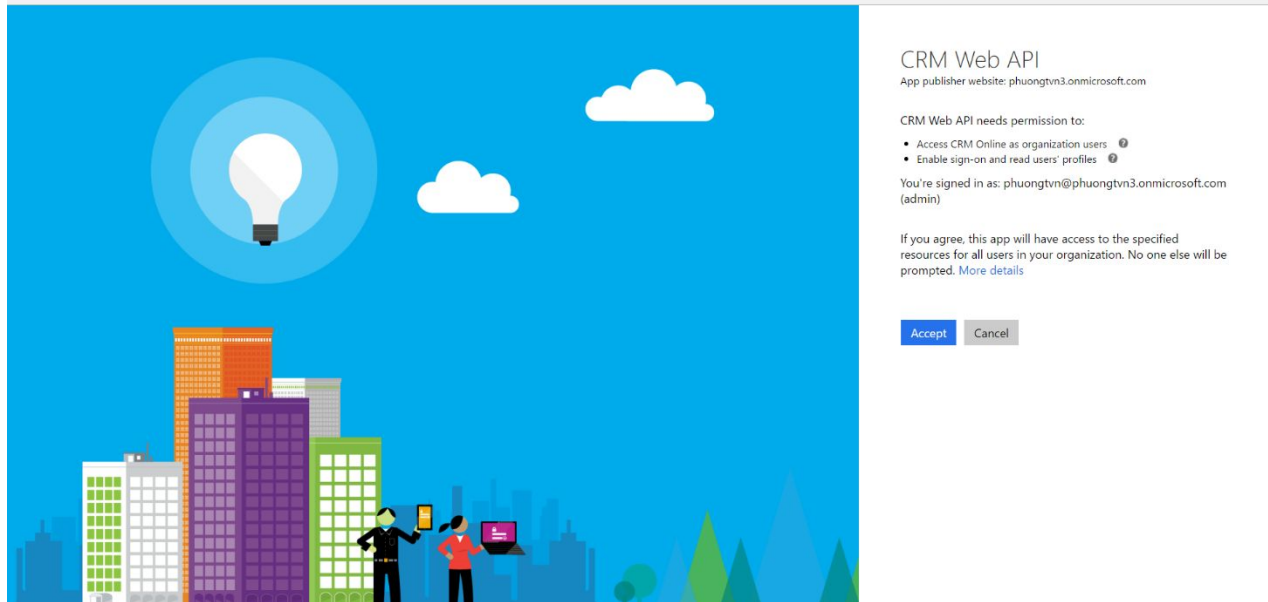 CRM Web API
App publisher website: phuongtvn3.onmicrosoft.com
CRM Web API needs permission to:
• Access CRM Online as organization users ?
• Enable sign-on and read users' profiles ?
You're signed in as: phuongtvn@phuongtvn3.onmicrosoft.com
(admin)
If you agree, this app will have access to the specified
resources for all users in your organization. No one else will be
prompted. More details
Accept Cancel